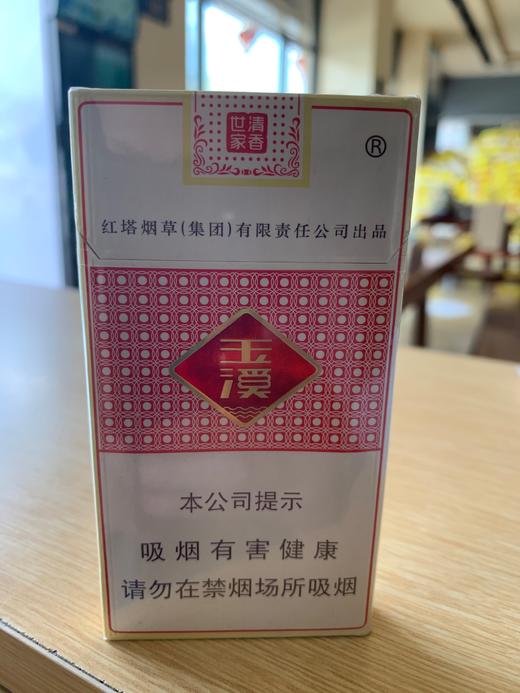 清香
世家
®
红塔烟草(集团)有限责任公司出品
玉溪
本公司提示
吸烟有害健康
请勿在禁烟场所吸烟